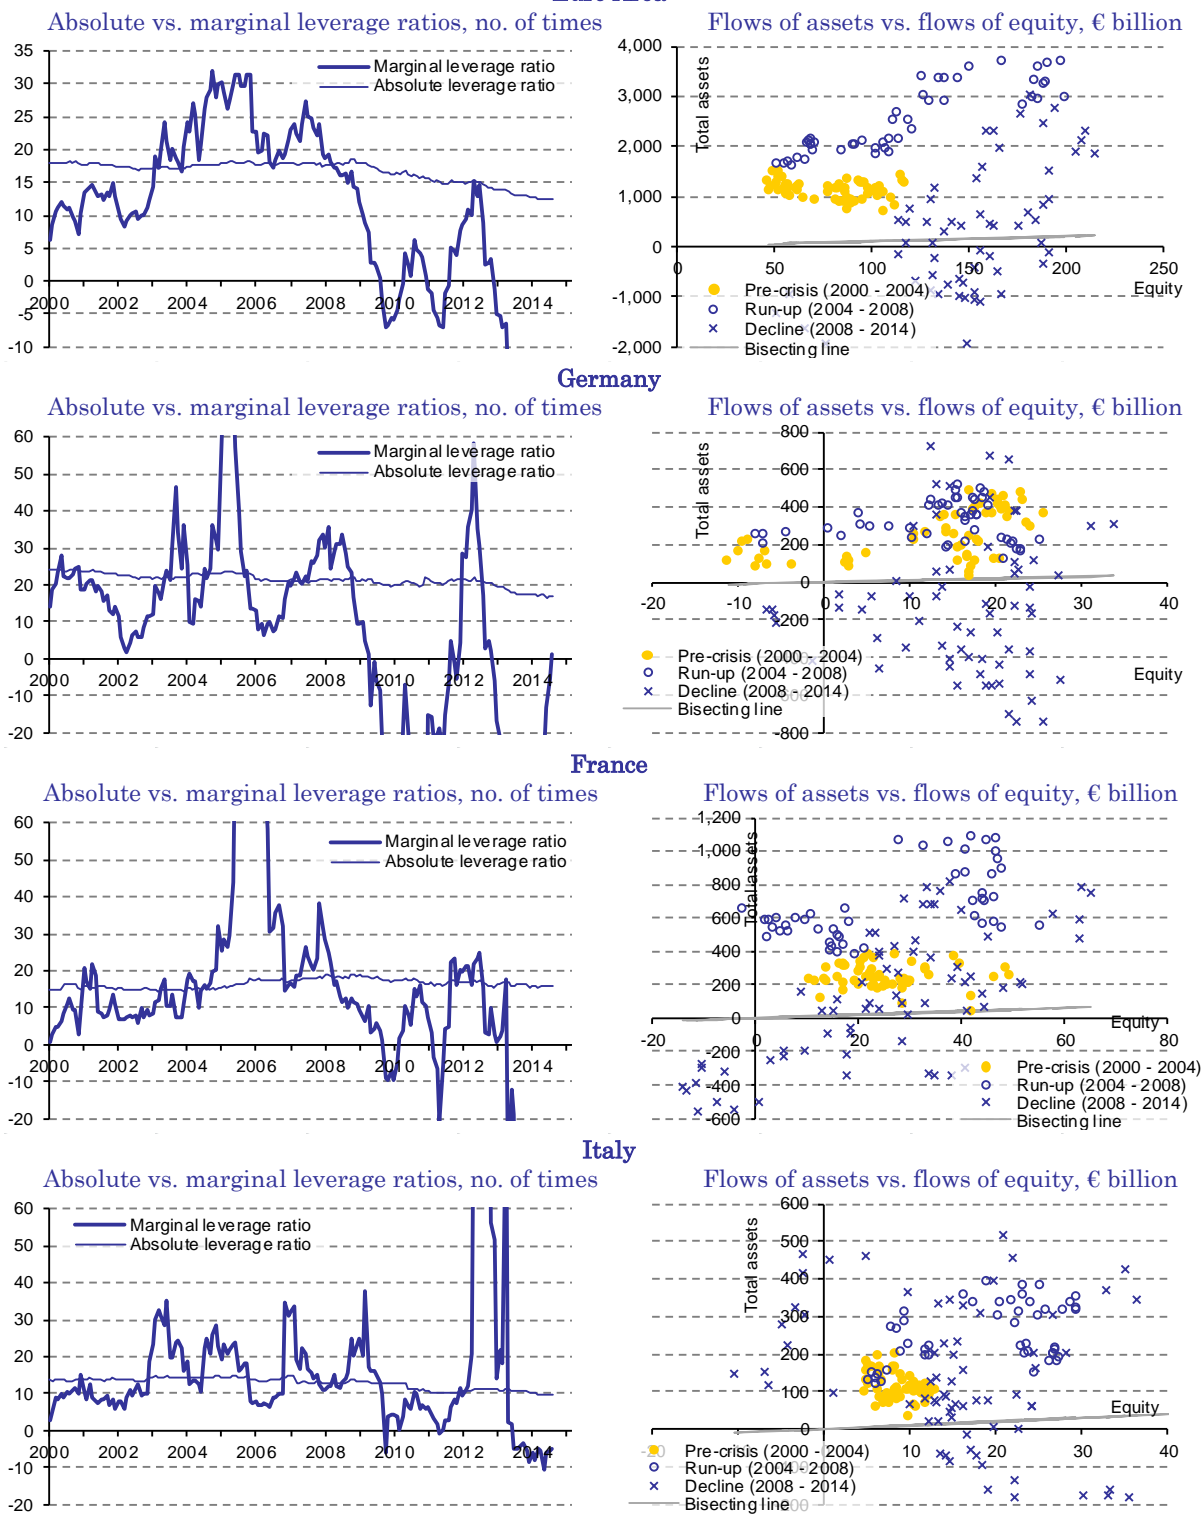 Absolute vs. marginal leverage ratios, no. of times
Flows of assets vs. flows of equity, € billion
35
30
25
20
15
10
5
0
-5
-10
Marginal leverage ratio
Absolute leverage ratio
2000 2002 2004 2006 2008 2010 2012 2014
4,000
3,000
2,000
1,000
0
-1,000
-2,000
Total assets
0 50 100 150 200 250
Equity
Pre-crisis (2000 - 2004)
Run-up (2004 - 2008)
Decline (2008 - 2014)
Bisecting line
Germany
Absolute vs. marginal leverage ratios, no. of times
Flows of assets vs. flows of equity, € billion
60
50
40
30
20
10
0
-10
-20
Marginal leverage ratio
Absolute leverage ratio
2000 2002 2004 2006 2008 2010 2012 2014
800
600
400
200
0
-200
-800
Total assets
-20 -10 0 10 20 30 40
Equity
Pre-crisis (2000 - 2004)
Run-up (2004 - 2008)
Decline (2008 - 2014)
Bisecting line
France
Absolute vs. marginal leverage ratios, no. of times
Flows of assets vs. flows of equity, € billion
60
50
40
30
20
10
0
-10
-20
Marginal leverage ratio
Absolute leverage ratio
2000 2002 2004 2006 2008 2010 2012 2014
1,200
1,000
800
600
400
200
0
-200
-400
-600
Total assets
-20 0 20 40 60 80
Equity
Pre-crisis (2000 - 2004)
Run-up (2004 - 2008)
Decline (2008 - 2014)
Bisecting line
Italy
Absolute vs. marginal leverage ratios, no. of times
Flows of assets vs. flows of equity, € billion
60
50
40
30
20
10
0
-10
-20
Marginal leverage ratio
Absolute leverage ratio
2000 2002 2004 2006 2008 2010 2012 2014
600
500
400
300
200
100
0
Total assets
-10 0 10 20 30 40
Equity
Pre-crisis (2000 - 2004)
Run-up (2004 - 2008)
Decline (2008 - 2014)
Bisecting line